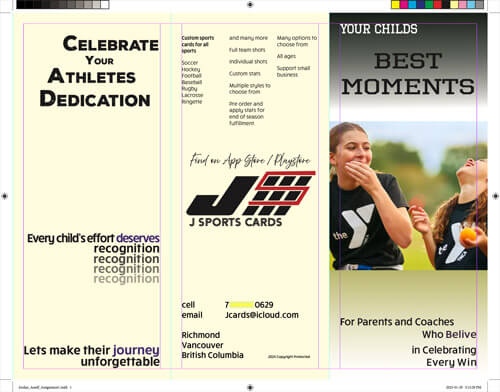 CELEBRATE
YOUR
ATHLETES
DEDICATION
Every child's effort deserves
recognition
recognition
recognition
recognition
Lets make their journey
unforgettable
Custom sports
cards for all
sports
Soccer
Hockey
Football
Baseball
Rugby
Lacrosse
Ringette
and many more
Full team shots
Individual shots
Custom stats
Multiple styles to
choose from
Pre order and
apply stats for
end of season
fulfillment
Many options to
choose from
All ages
Support small
business
Find on App Store / Playstore
JS
J SPORTS CARDS
cell 7 0629
email Jcards@icloud.com
Richmond
Vancouver
British Columbia
2024 Copyright Protected
YOUR CHILDS
BEST
MOMENTS
the
Y
the
Y
For Parents and Coaches
Who Belive
in Celebrating
Every Win